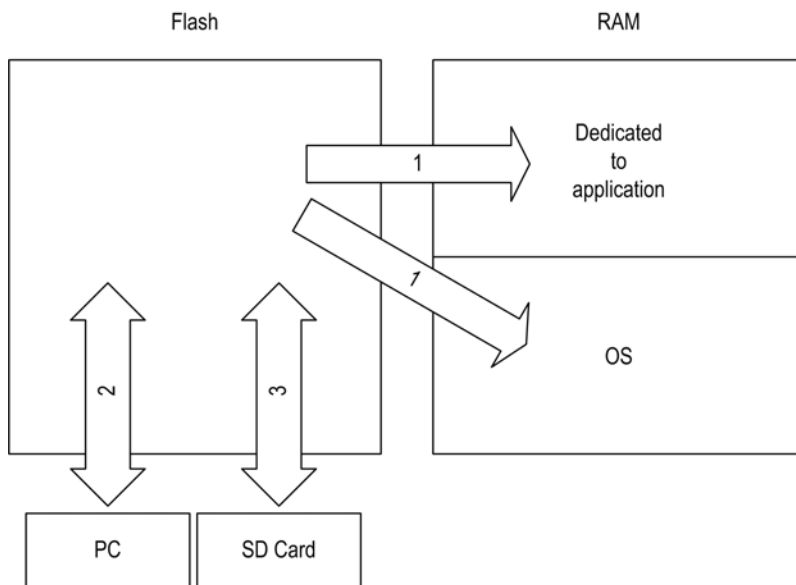 Flash
RAM
1
Dedicated
to
application
1
OS
2
3
PC
SD Card